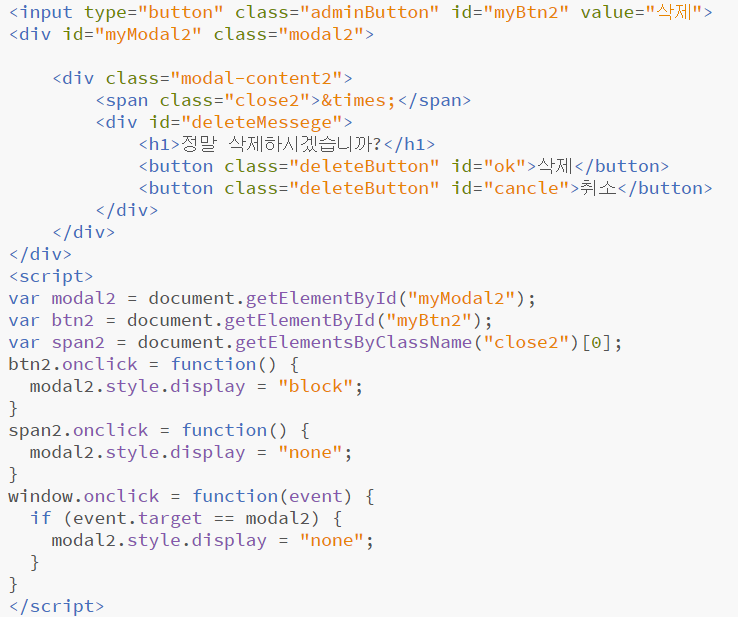 <input type="button" class="adminButton" id="myBtn2" value="삭제">
<div id="myModal2" class="modal2">
<div class="modal-content2">
<span class="close2">&times;</span>
<div id="deleteMessege">
<h1>정말 삭제하시겠습니까?</h1>
<button class="deleteButton" id="ok">삭제</button>
<button class="deleteButton" id="cancle">취소</button>
</div>
</div>
</div>
<script>
var modal2 = document.getElementById("myModal2");
var btn2 = document.getElementById("myBtn2");
var span2 = document.getElementsByClassName("close2")[0];
btn2.onclick = function() {
modal2.style.display = "block";
}
span2.onclick = function() {
modal2.style.display = "none";
}
window.onclick = function(event) {
if (event.target == modal2) {
modal2.style.display = "none";
}
}
</script>